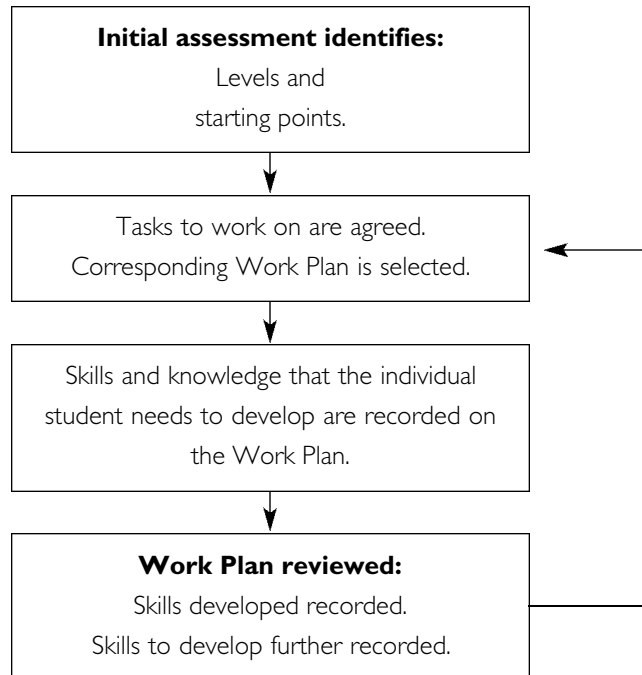 Initial assessment identifies:
Levels and
starting points.
Tasks to work on are agreed.
Corresponding Work Plan is selected.
Skills and knowledge that the individual
student needs to develop are recorded on
the Work Plan.
Work Plan reviewed:
Skills developed recorded.
Skills to develop further recorded.